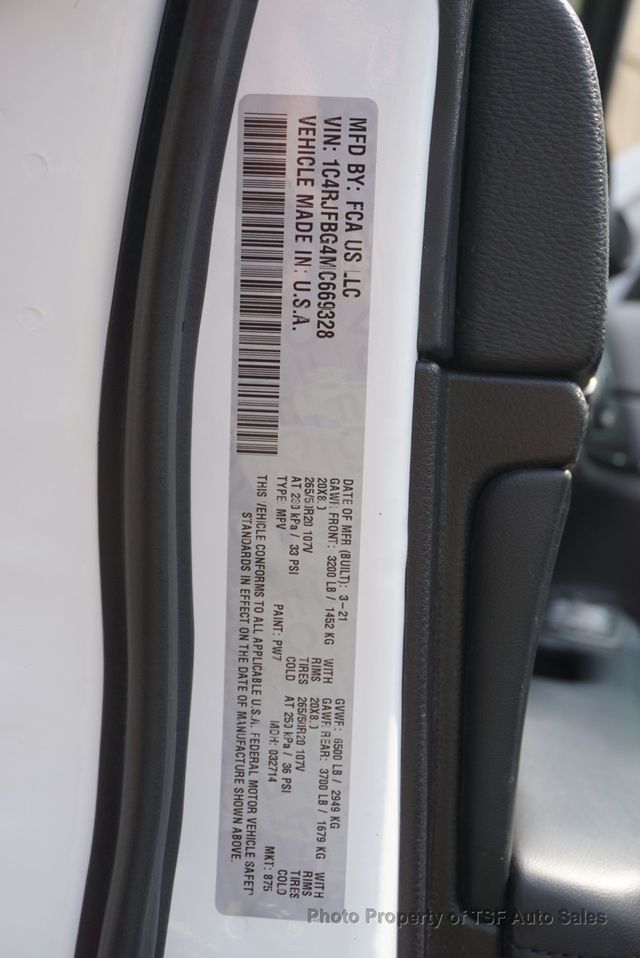 MFD BY: FCA US LLC
VIN: 1C4RJFBG4MC669328
VEHICLE MADE IN: U.S.A.
DATE OF MFR (BUILT): 3-21
GAWR FRONT: 3200 LB / 1452 KG WITH
20X8.0 RIMS
265/50R20 107V TIRES
AT 230 kPa / 33 PSI COLD
GVWR: 6500 LB / 2949 KG
GAWR REAR: 3700 LB / 1679 KG WITH
20X8.0 RIMS
265/50R20 107V TIRES
AT 250 kPa / 36 PSI COLD
TYPE: MPV PAINT: PW7 MDH: 032714 MKT: 875
THIS VEHICLE CONFORMS TO ALL APPLICABLE U.S.A. FEDERAL MOTOR VEHICLE SAFETY
STANDARDS IN EFFECT ON THE DATE OF MANUFACTURE SHOWN ABOVE.
Photo Property of TSF Auto Sales